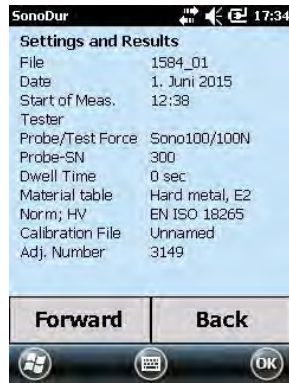 SonoDur 17:34
Settings and Results
File 1584_01
Date 1. Juni 2015
Start of Meas. 12:38
Tester
Probe/Test Force Sono100/100N
Probe-SN 300
Dwell Time 0 sec
Material table Hard metal, E2
Norm; HV EN ISO 18265
Calibration File Unnamed
Adj. Number 3149
Forward Back
OK